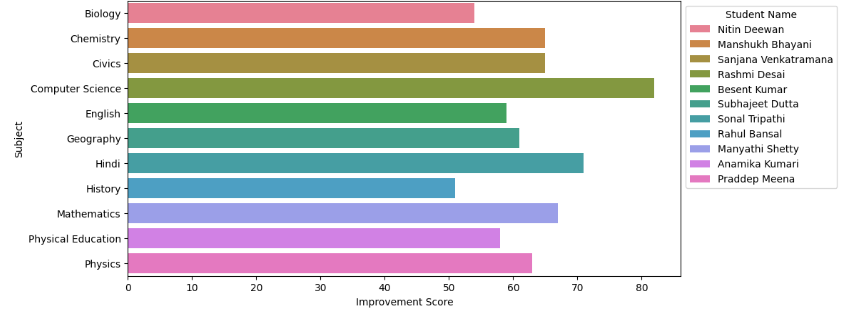 Biology
Chemistry
Civics
Computer Science
English
Geography
Hindi
History
Mathematics
Physical Education
Physics
Subject
0 10 20 30 40 50 60 70 80
Improvement Score
Student Name
Nitin Deewan
Manshukh Bhayani
Sanjana Venkatramana
Rashmi Desai
Besent Kumar
Subhajeet Dutta
Sonal Tripathi
Rahul Bansal
Manyathi Shetty
Anamika Kumari
Praddep Meena